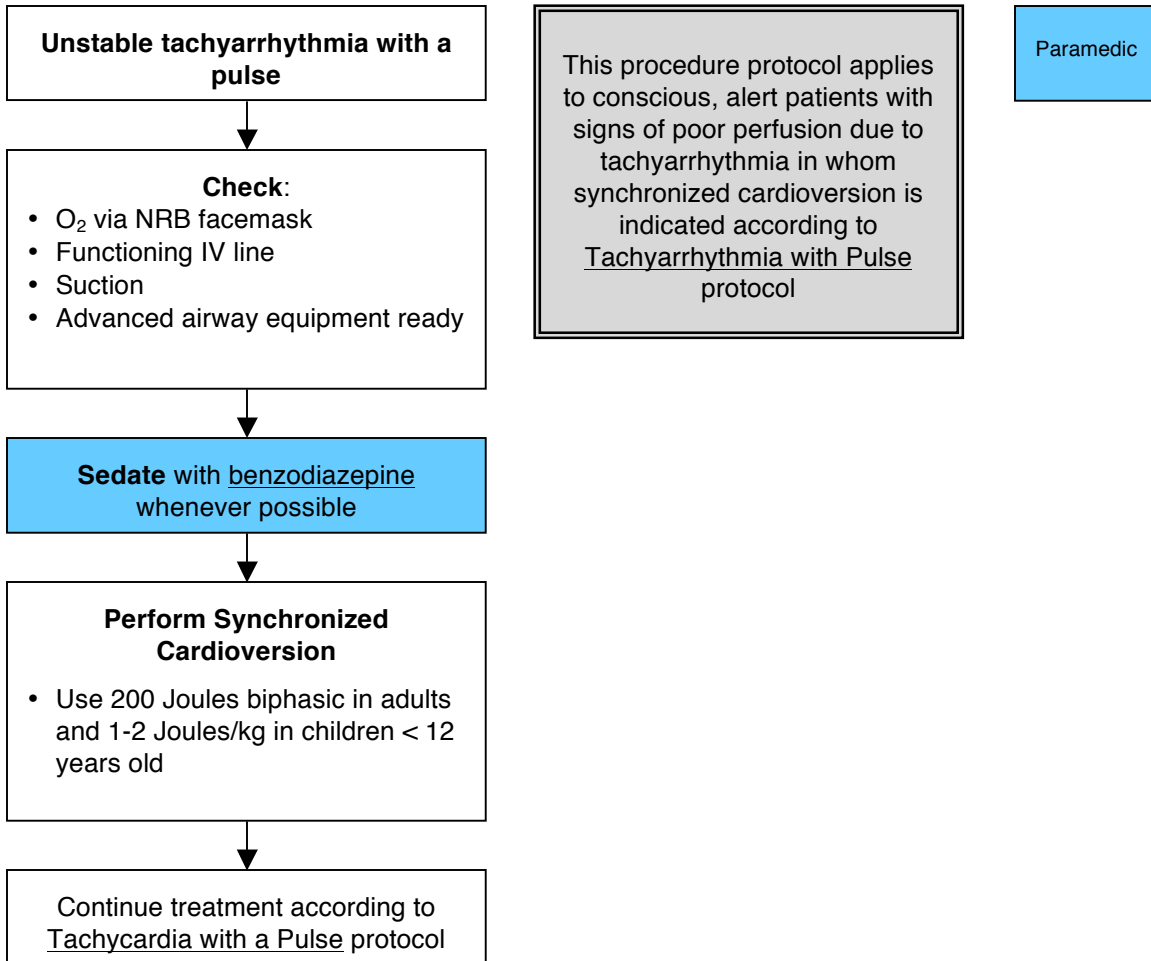 Unstable tachyarrhythmia with a
pulse
Check:
• O₂ via NRB facemask
• Functioning IV line
• Suction
• Advanced airway equipment ready
Sedate with benzodiazepine
whenever possible
Perform Synchronized
Cardioversion
• Use 200 Joules biphasic in adults
and 1-2 Joules/kg in children < 12
years old
Continue treatment according to
Tachycardia with a Pulse protocol
This procedure protocol applies
to conscious, alert patients with
signs of poor perfusion due to
tachyarrhythmia in whom
synchronized cardioversion is
indicated according to
Tachyarrhythmia with Pulse
protocol
Paramedic